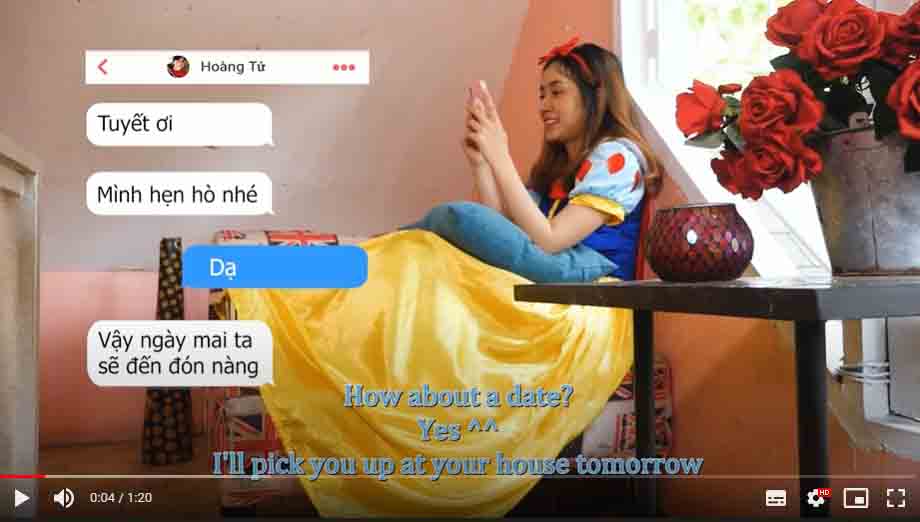 Hoàng Tử
Tuyết ơi
Mình hẹn hò nhé
Dạ
Vậy ngày mai ta
sẽ đến đón nàng
How about a date?
Yes ^^
I'll pick you up at your house tomorrow
0:04 / 1:20
HD